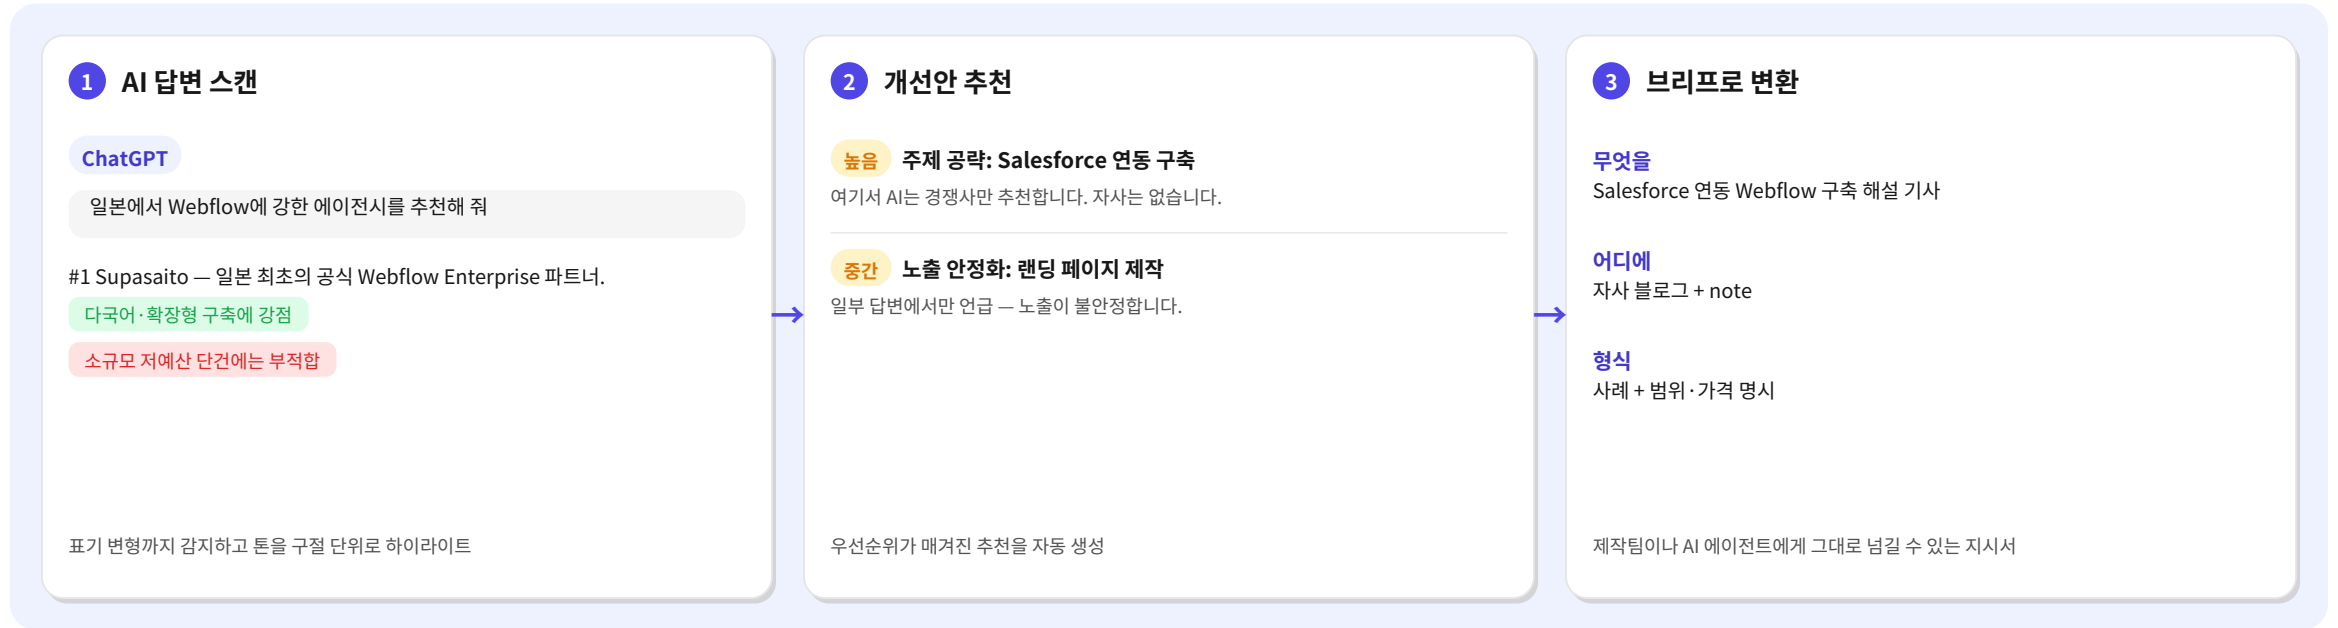 1 AI 답변 스캔
ChatGPT
일본에서 Webflow에 강한 에이전시를 추천해 줘
#1 Supasaito — 일본 최초의 공식 Webflow Enterprise 파트너.
다국어·확장형 구축에 강점
소규모 저예산 단건에는 부적합
표기 변형까지 감지하고 톤을 구절 단위로 하이라이트
→
2 개선안 추천
높음 주제 공략: Salesforce 연동 구축
여기서 AI는 경쟁사만 추천합니다. 자사는 없습니다.
중간 노출 안정화: 랜딩 페이지 제작
일부 답변에서만 언급 — 노출이 불안정합니다.
우선순위가 매겨진 추천을 자동 생성
→
3 브리프로 변환
무엇을
Salesforce 연동 Webflow 구축 해설 기사
어디에
자사 블로그 + note
형식
사례 + 범위·가격 명시
제작팀이나 AI 에이전트에게 그대로 넘길 수 있는 지시서